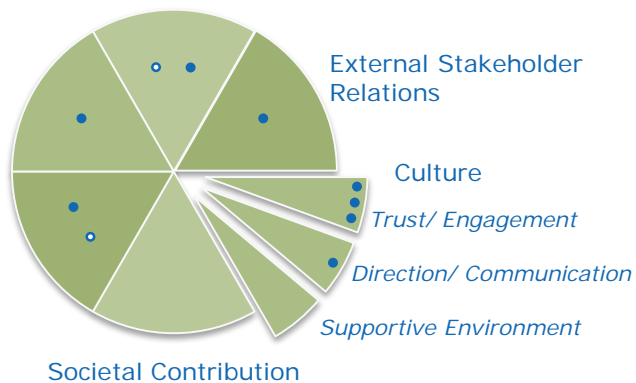 External Stakeholder
Relations
Culture
Trust/ Engagement
Direction/ Communication
Supportive Environment
Societal Contribution